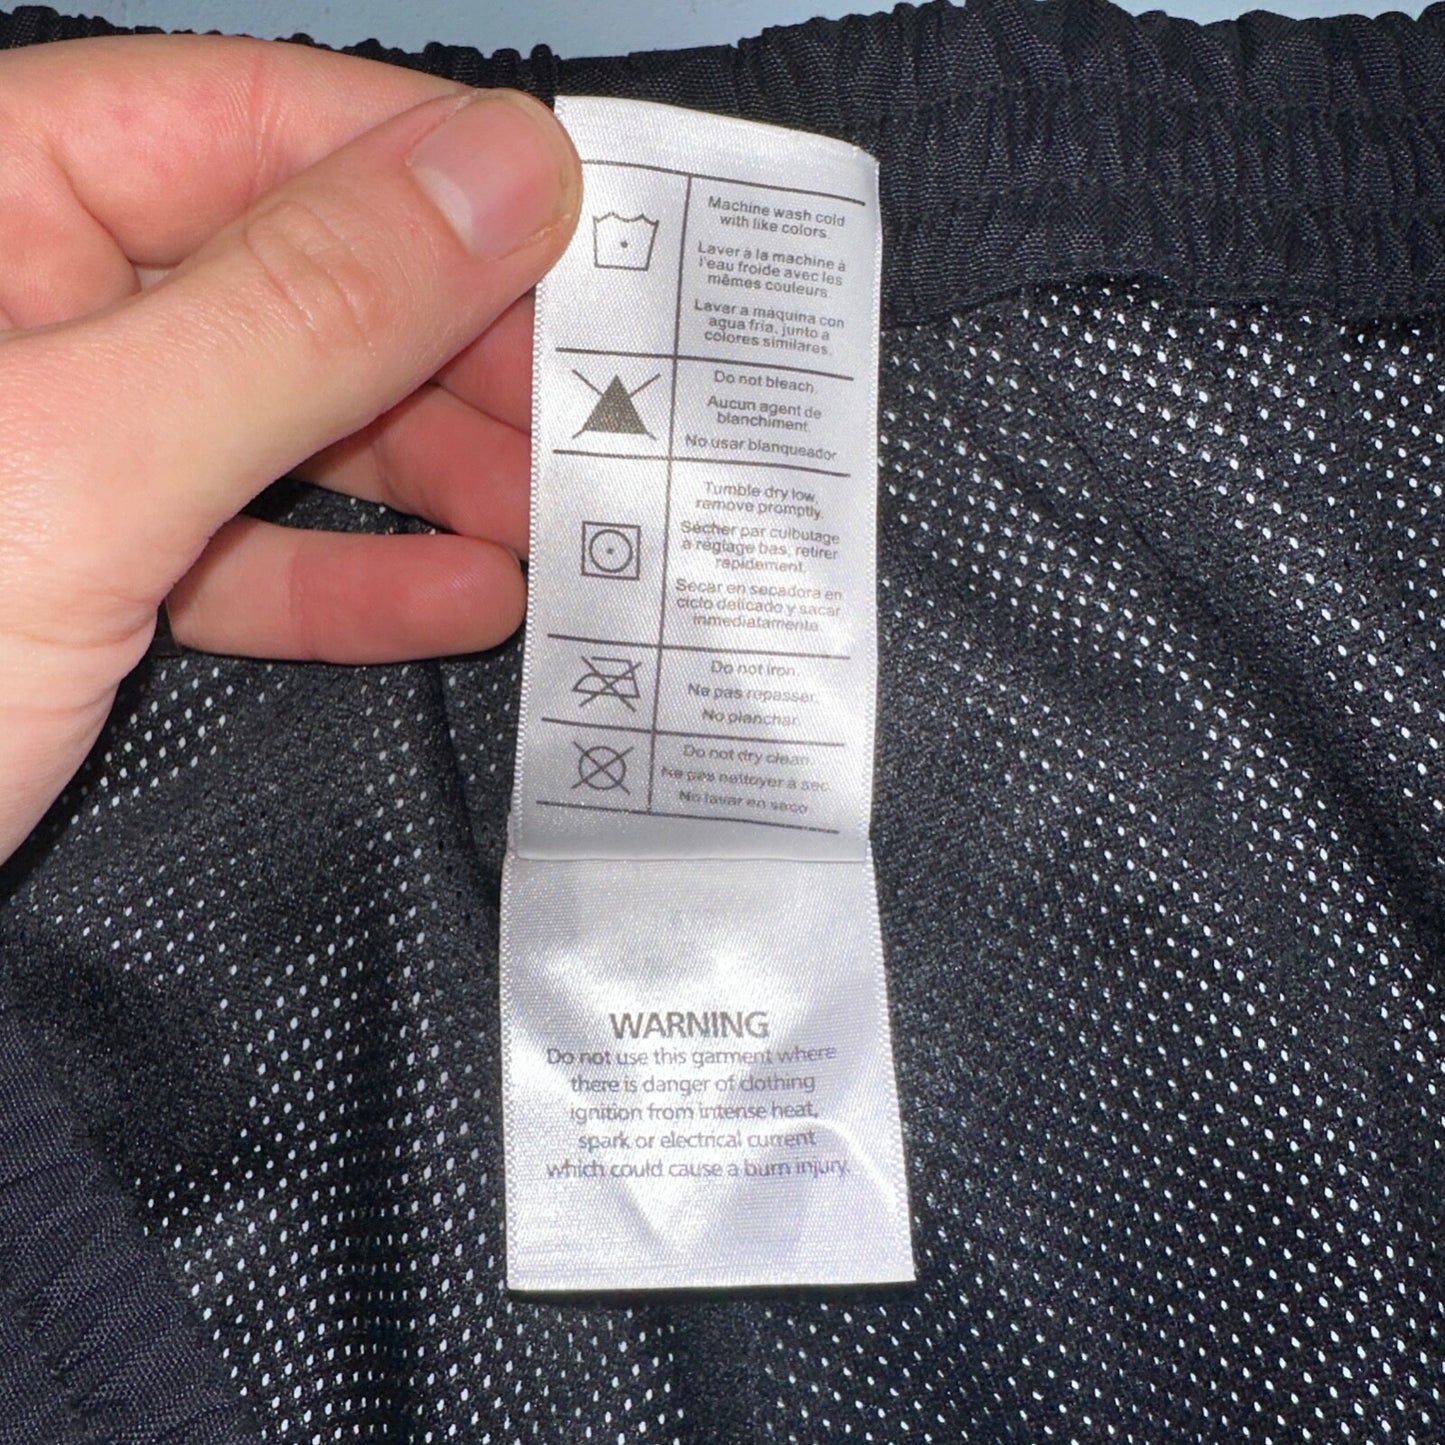 Machine wash cold
with like colors.
Laver à la machine à
l'eau froide avec les
mêmes couleurs.
Lavar a máquina con
agua fria, junto a
colores similares.
Do not bleach.
Aucun agent de
blanchiment.
No usar blanqueador
Tumble dry low,
remove promptly.
Sécher par culbutage
à réglage bas; retirer
rapidement.
Secar en secadora en
ciclo delicado y sacar
inmediatamente.
Do not iron.
Ne pas repasser.
No planchar.
Do not dry clean.
Ne pas nettoyer à sec.
No lavar en seco
WARNING
Do not use this garment where
there is danger of clothing
ignition from intense heat,
spark or electrical current
which could cause a burn injury.